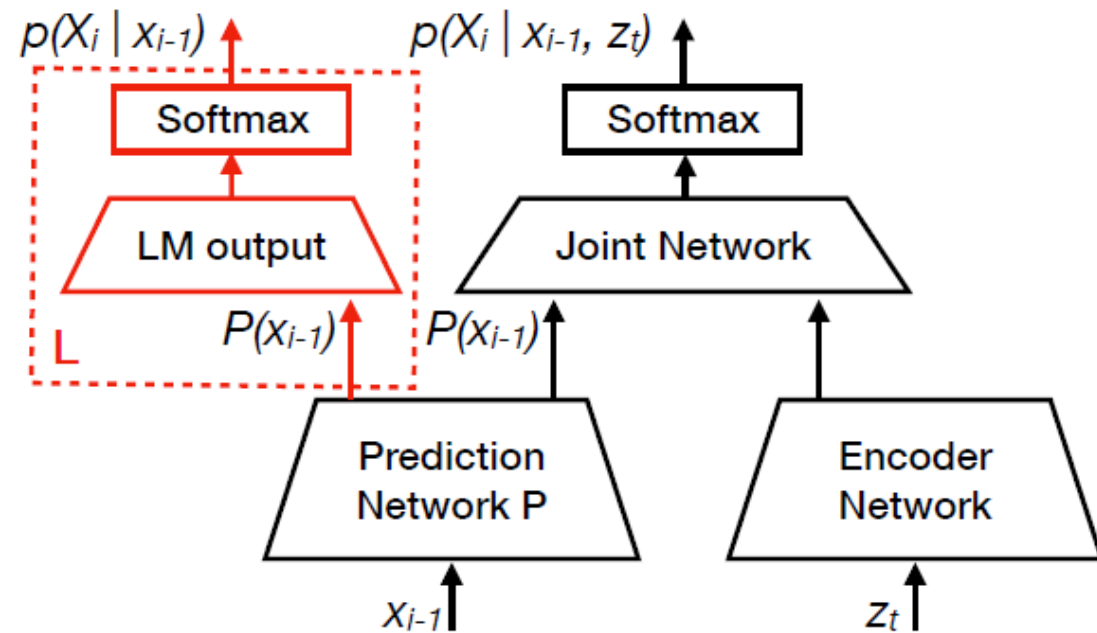 p(Xi | xi-1)
p(Xi | xi-1, zt)
Softmax
Softmax
LM output
Joint Network
L
P(xi-1)
P(xi-1)
Prediction
Network P
Encoder
Network
xi-1
zt